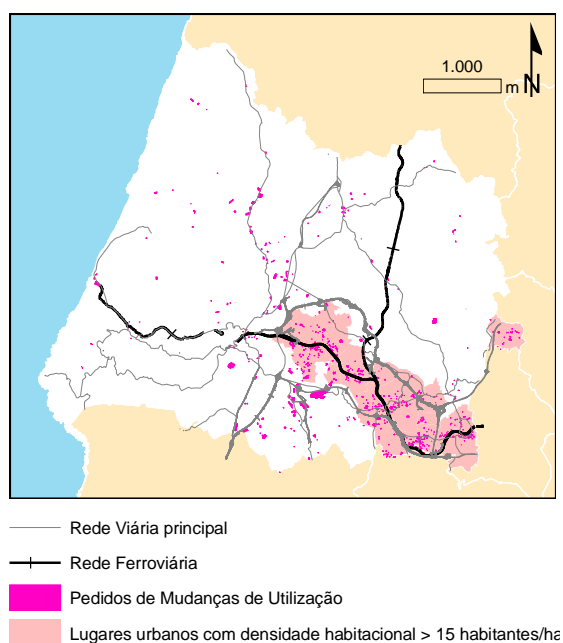 1.000
m N
Rede Viária principal
Rede Ferroviária
Pedidos de Mudanças de Utilização
Lugares urbanos com densidade habitacional > 15 habitantes/ha